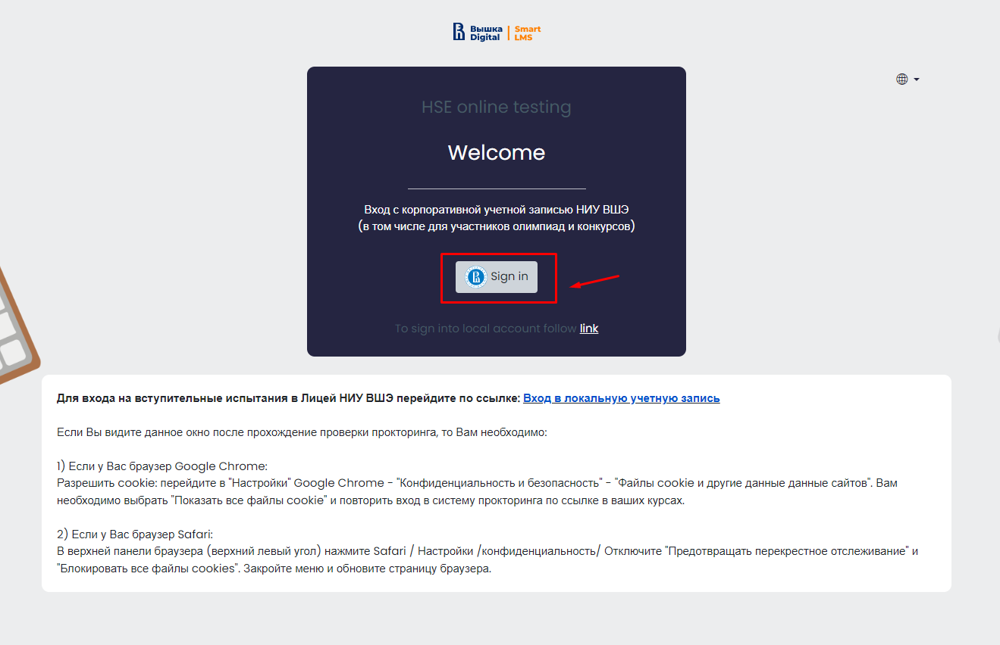 Вышка Digital | Smart LMS
HSE online testing
Welcome
Вход с корпоративной учетной записью НИУ ВШЭ
(в том числе для участников олимпиад и конкурсов)
Sign in
To sign into local account follow link
Для входа на вступительные испытания в Лицей НИУ ВШЭ перейдите по ссылке: Вход в локальную учетную запись
Если Вы видите данное окно после прохождение проверки прокторинга, то Вам необходимо:
1) Если у Вас браузер Google Chrome:
Разрешить cookie: перейдите в "Настройки" Google Chrome - "Конфиденциальность и безопасность" - "Файлы cookie и другие данные данные сайтов". Вам
необходимо выбрать "Показать все файлы cookie" и повторить вход в систему прокторинга по ссылке в ваших курсах.
2) Если у Вас браузер Safari:
В верхней панели браузера (верхний левый угол) нажмите Safari / Настройки /конфиденциальность/ Отключите "Предотвращать перекрестное отслеживание" и
"Блокировать все файлы cookies". Закройте меню и обновите страницу браузера.